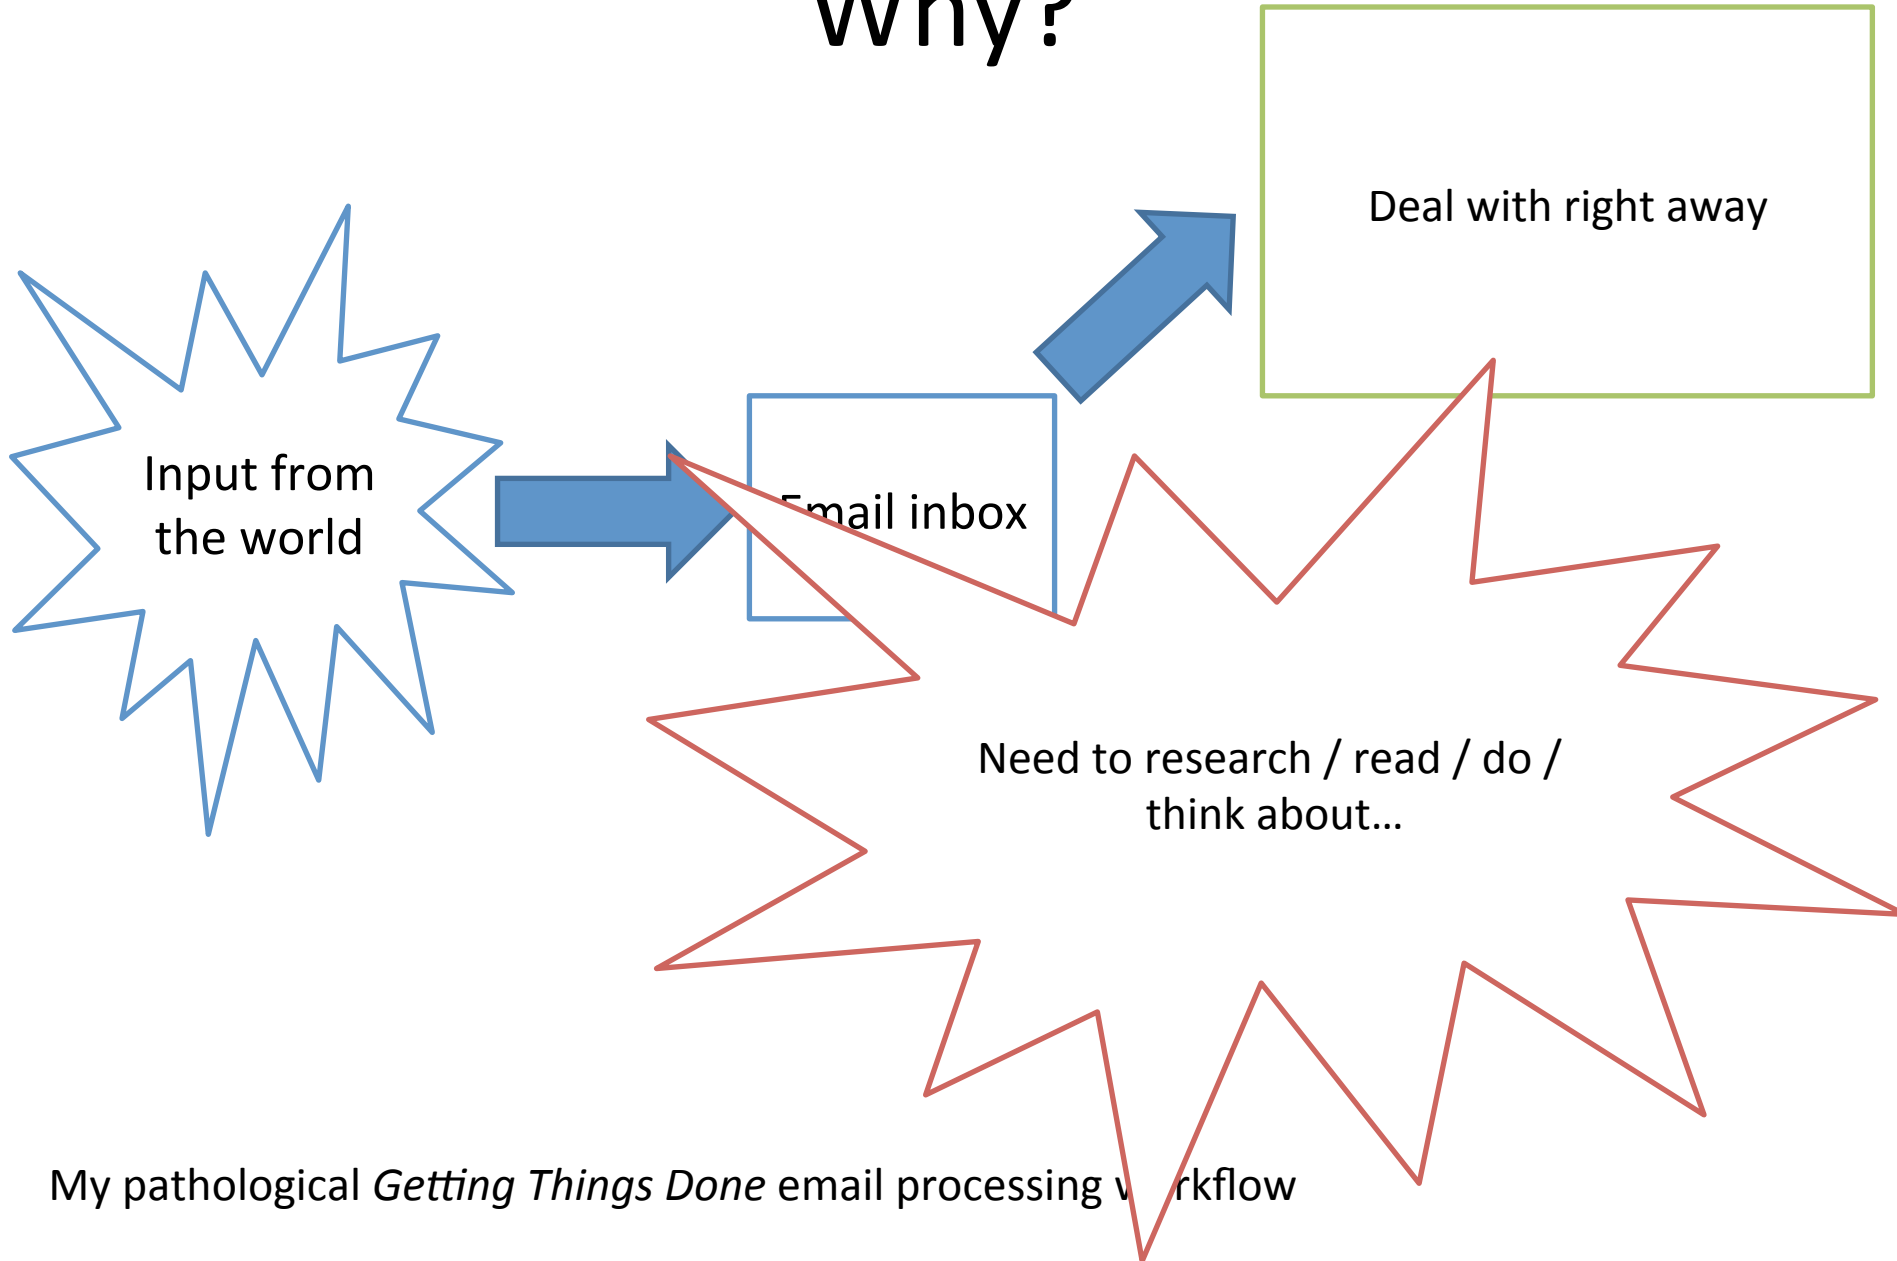 Why?
Deal with right away
Input from
the world
Email inbox
Need to research / read / do /
think about...
My pathological Getting Things Done email processing workflow